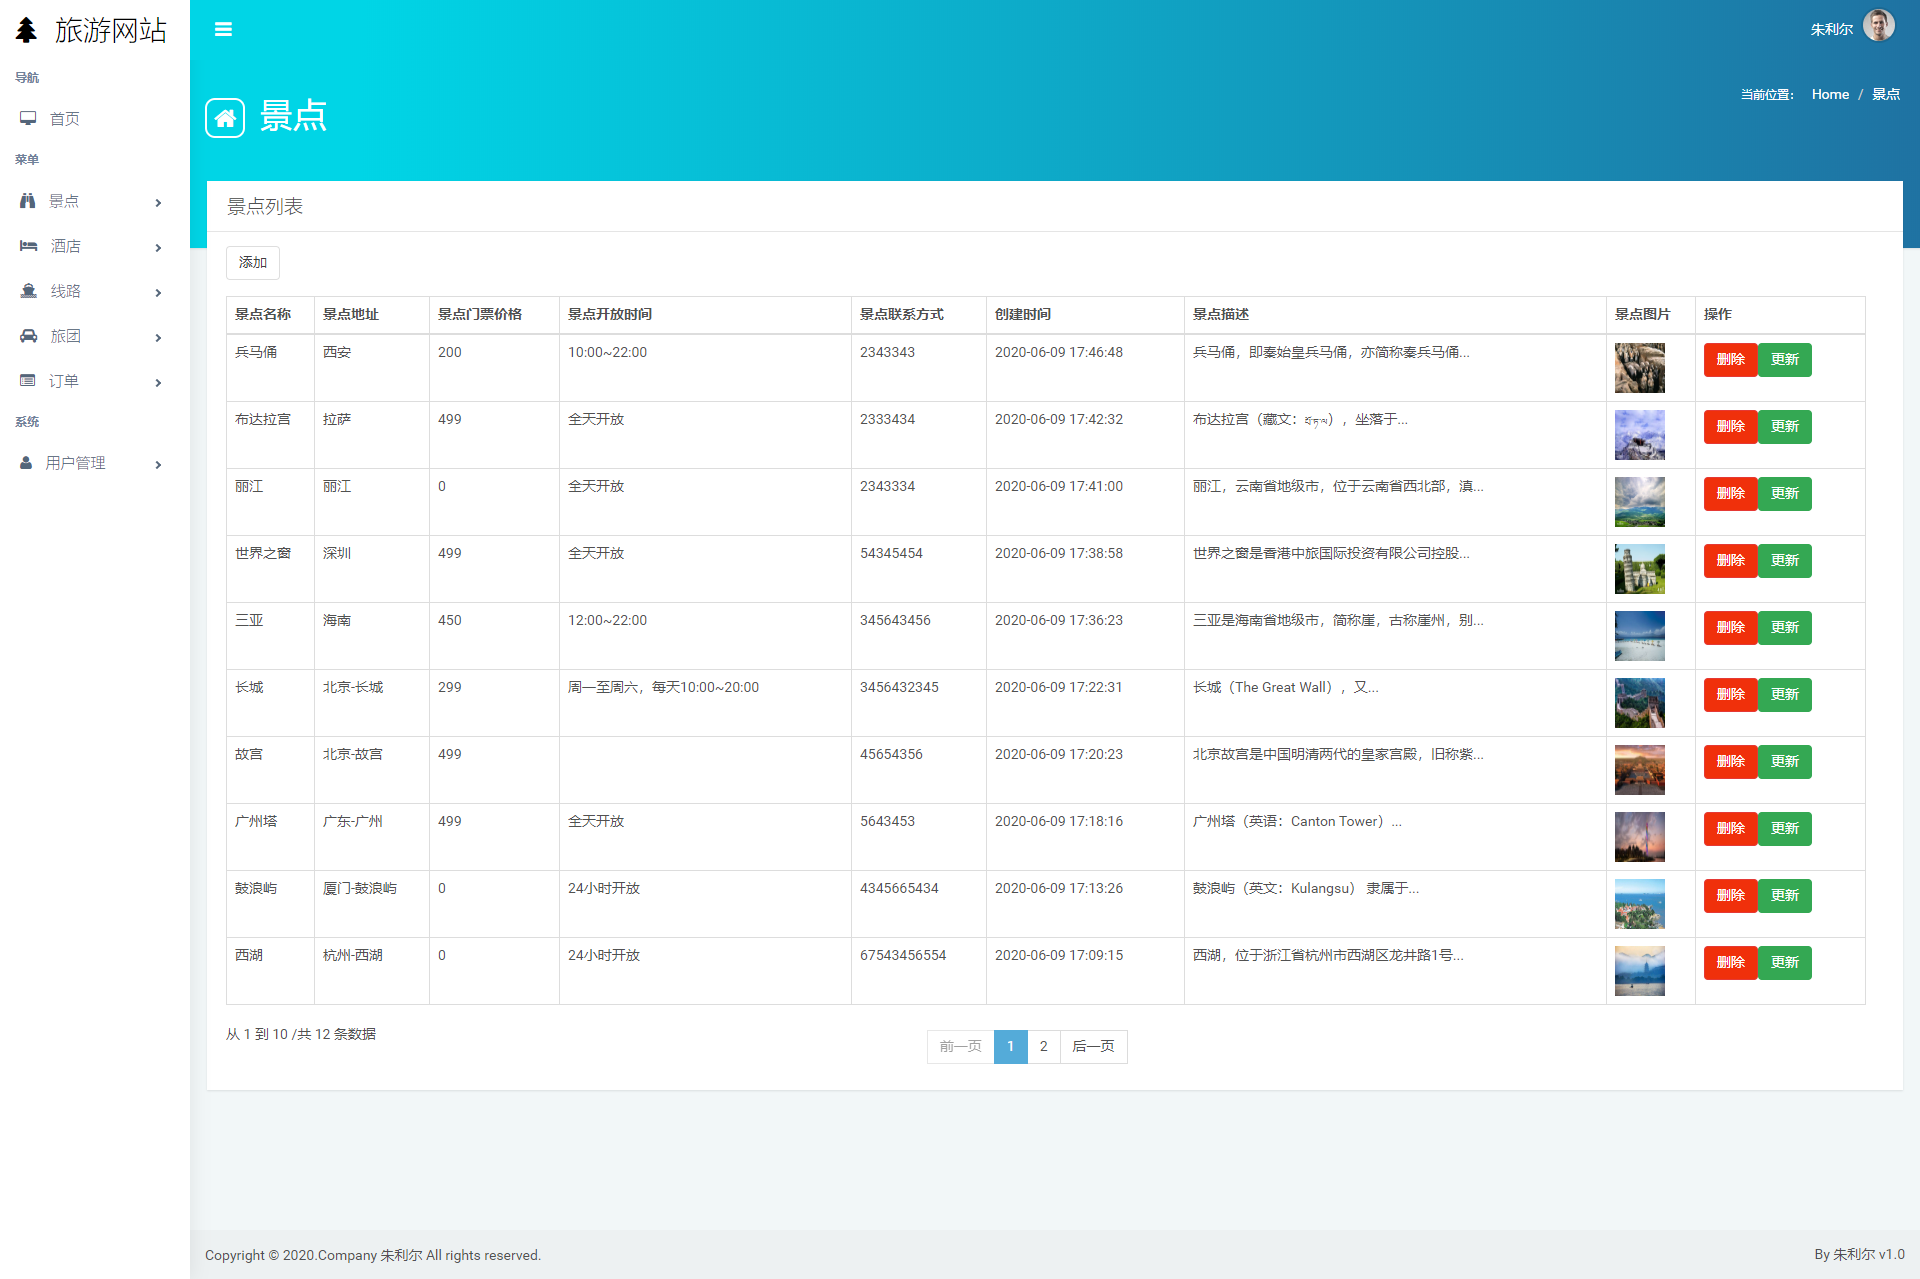 旅游网站
朱利尔
导航
首页
菜单
景点
酒店
线路
旅团
订单
系统
用户管理
景点
当前位置： Home / 景点
景点列表
添加
景点名称 景点地址 景点门票价格 景点开放时间 景点联系方式 创建时间 景点描述 景点图片 操作
兵马俑 西安 200 10:00~22:00 2343343 2020-06-09 17:46:48 兵马俑，即秦始皇兵马俑，亦简称秦兵马俑... 删除 更新
布达拉宫 拉萨 499 全天开放 2333434 2020-06-09 17:42:32 布达拉宫（藏文：），坐落于... 删除 更新
丽江 丽江 0 全天开放 2343334 2020-06-09 17:41:00 丽江，云南省地级市，位于云南省西北部，滇... 删除 更新
世界之窗 深圳 499 全天开放 54345454 2020-06-09 17:38:58 世界之窗是香港中旅国际投资有限公司控股... 删除 更新
三亚 海南 450 12:00~22:00 345643456 2020-06-09 17:36:23 三亚是海南省地级市，简称崖，古称崖州，别... 删除 更新
长城 北京-长城 299 周一至周六，每天10:00~20:00 3456432345 2020-06-09 17:22:31 长城（The Great Wall），又... 删除 更新
故宫 北京-故宫 499 45654356 2020-06-09 17:20:23 北京故宫是中国明清两代的皇家宫殿，旧称紫... 删除 更新
广州塔 广东-广州 499 全天开放 5643453 2020-06-09 17:18:16 广州塔（英语：Canton Tower）... 删除 更新
鼓浪屿 厦门-鼓浪屿 0 24小时开放 4345665434 2020-06-09 17:13:26 鼓浪屿（英文：Kulangsu） 隶属于... 删除 更新
西湖 杭州-西湖 0 24小时开放 67543456554 2020-06-09 17:09:15 西湖，位于浙江省杭州市西湖区龙井路1号... 删除 更新
从 1 到 10 /共 12 条数据
前一页 1 2 后一页
Copyright © 2020.Company 朱利尔 All rights reserved.
By 朱利尔 v1.0